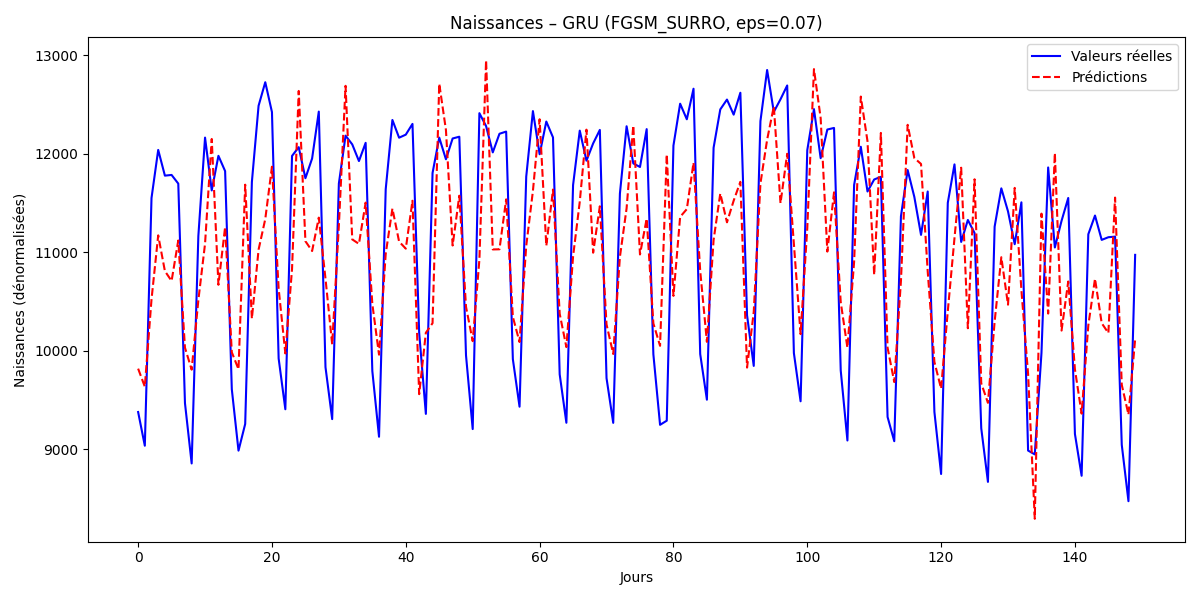 Naissances – GRU (FGSM_SURRO, eps=0.07)
Valeurs réelles
Prédictions
Naissances (dénormalisées)
13000
12000
11000
10000
9000
0 20 40 60 80 100 120 140
Jours